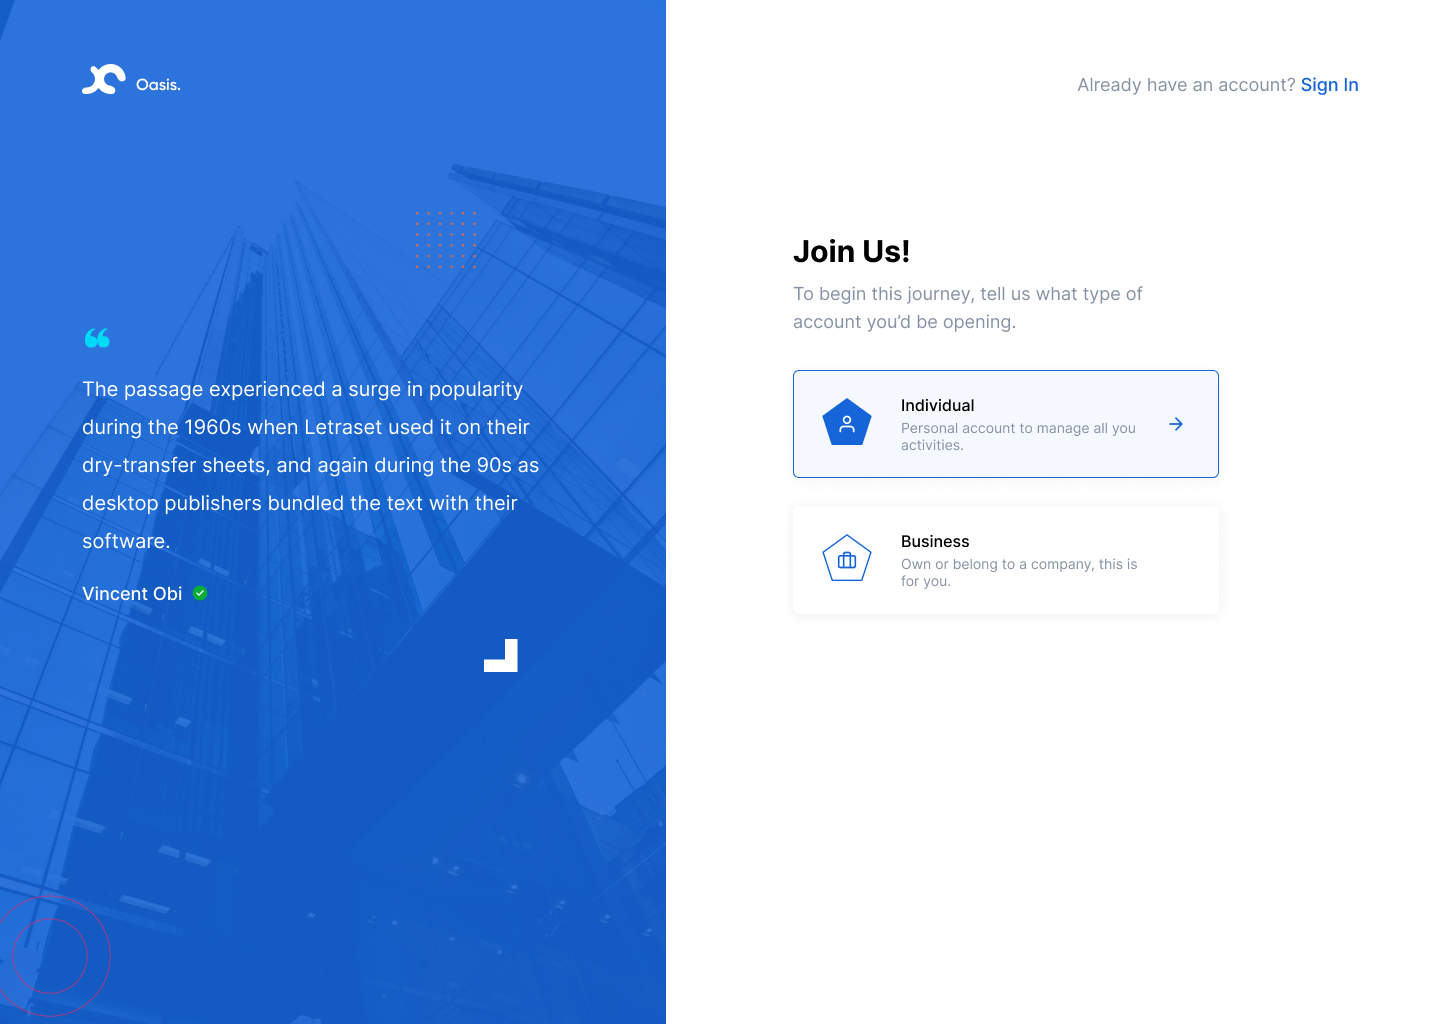 Oasis.
Already have an account? Sign In
Join Us!
To begin this journey, tell us what type of
account you’d be opening.
Individual
Personal account to manage all you
activities.
Business
Own or belong to a company, this is
for you.
“
The passage experienced a surge in popularity
during the 1960s when Letraset used it on their
dry-transfer sheets, and again during the 90s as
desktop publishers bundled the text with their
software.
Vincent Obi